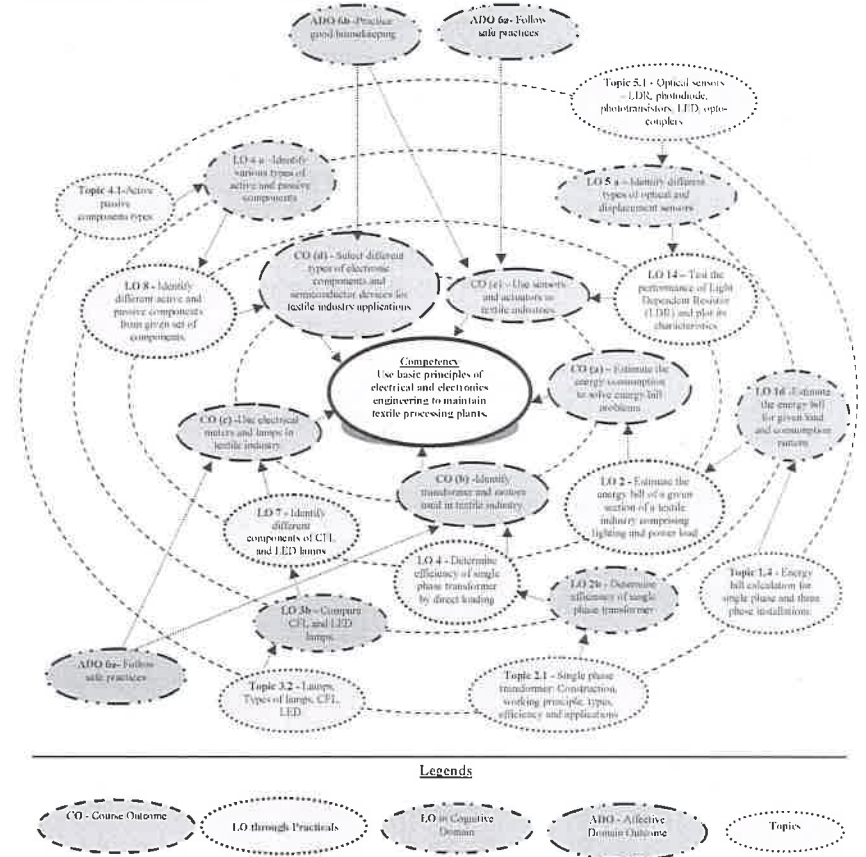 ADO 6b -Practice
good housekeeping
ADO 6a- Follow
safe practices
Topic 5.1 - Optical sensors
– LDR, photodiode,
phototransistors, LED, opto-
couplers
LO 4 a -Identify
various types of
active and passive
components
LO 5 a – Identify different
types of optical and
displacement sensors
Topic 4.1-Active
passive
components types
CO (d) - Select different
types of electronic
components and
semiconductor devices for
textile industry applications
CO (e) - Use sensors
and actuators in
textile industries
LO 14 – Test the
performance of Light
Dependent Resistor
(LDR) and plot its
characteristics
LO 8 - Identify
different active and
passive components
from given set of
components.
Competency
Use basic principles of
electrical and electronics
engineering to maintain
textile processing plants.
CO (a) – Estimate the
energy consumption
to solve energy bill
problems
LO 1d -Estimate
the energy bill
for given load
and consumption
pattern
CO (c) -Use electrical
motors and lamps in
textile industry
CO (b) -Identify
transformer and motors
used in textile industry
LO 2 - Estimate the
energy bill of a given
section of a textile
industry comprising
lighting and power load
LO 7 - Identify
different
components of CFL
and LED lamps
LO 4 - Determine
efficiency of single
phase transformer
by direct loading
LO 2b - Determine
efficiency of single
phase transformer
Topic 1.4 - Energy
bill calculation for
single phase and three
phase installations.
LO 3b – Compare
CFL and LED
lamps.
ADO 6a- Follow
safe practices
Topic 3.2 - Lamps,
Types of lamps, CFL,
LED
Topic 2.1 - Single phase
transformer: Construction,
working principle, types,
efficiency and applications
Legends
CO - Course Outcome
LO through Practicals
LO in Cognitive
Domain
ADO - Affective
Domain Outcome
Topics